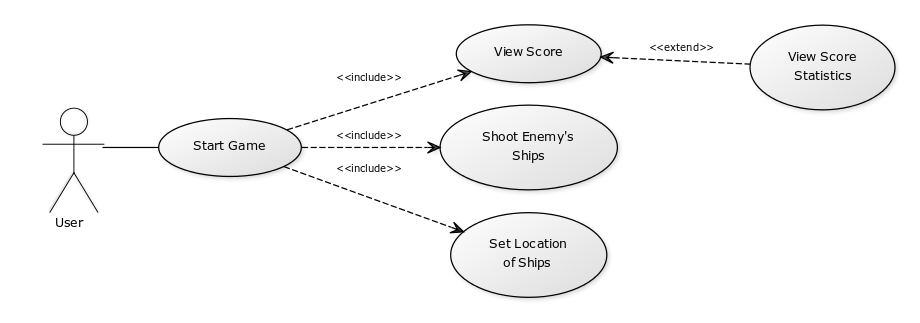 View Score
<<extend>>
View Score
Statistics
<<include>>
Start Game
<<include>>
Shoot Enemy's
Ships
<<include>>
User
Set Location
of Ships